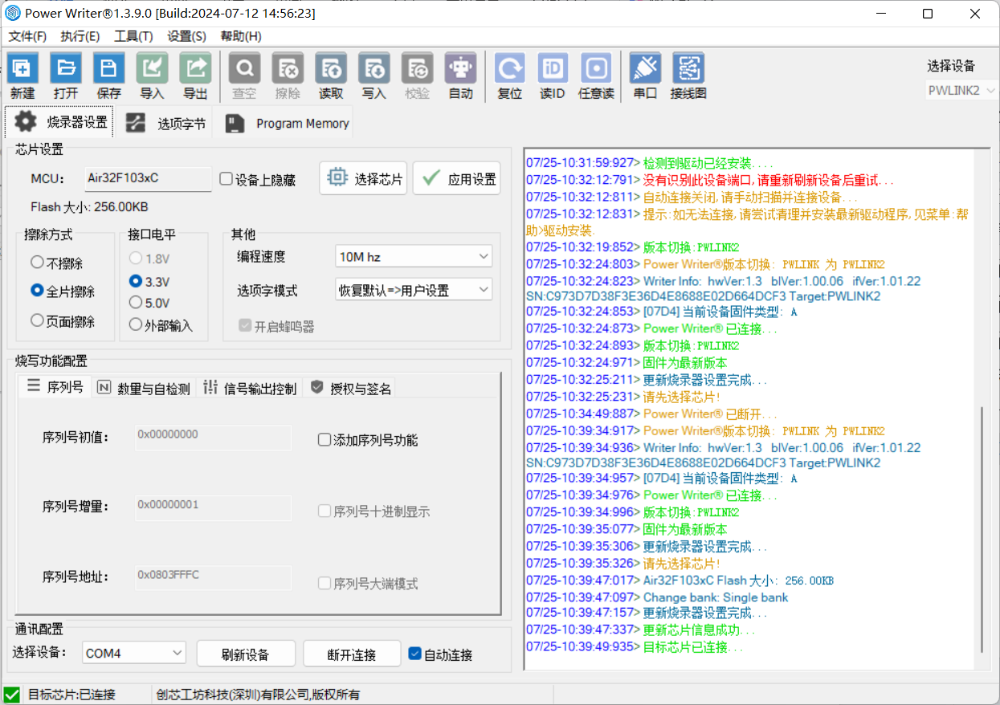 Power Writer®1.3.9.0 [Build:2024-07-12 14:56:23]
文件(F) 执行(E) 工具(T) 设置(S) 帮助(H)
新建 打开 保存 导入 导出 查空 擦除 读取 写入 校验 自动 复位 读ID 任意读 串口 接线图
选择设备
PWLINK2
烧录器设置 选项字节 Program Memory
芯片设置
MCU: Air32F103xC 设备上隐藏 选择芯片 应用设置
Flash 大小: 256.00KB
擦除方式
不擦除
全片擦除
页面擦除
接口电平
1.8V
3.3V
5.0V
外部输入
其他
编程速度 10M hz
选项字模式 恢复默认=>用户设置
开启蜂鸣器
烧写功能配置
序列号 数量与自检测 信号输出控制 授权与签名
序列号初值: 0x00000000 添加序列号功能
序列号增量: 0x00000001 序列号十进制显示
序列号地址: 0x0803FFFC 序列号大端模式
通讯配置
选择设备: COM4 刷新设备 断开连接 自动连接
07/25-10:31:59:927> 检测到驱动已经安装....
07/25-10:32:12:791> 没有识别此设备端口,请重新刷新设备后重试...
07/25-10:32:12:811> 自动连接关闭,请手动扫描并连接设备...
07/25-10:32:12:831> 提示:如无法连接,请尝试清理并安装最新驱动程序,见菜单:帮
助>驱动安装.
07/25-10:32:19:852> 版本切换:PWLINK2
07/25-10:32:24:803> Power Writer®版本切换: PWLINK 为 PWLINK2
07/25-10:32:24:823> Writer Info: hwVer:1.3 blVer:1.00.06 ifVer:1.01.22
SN:C973D7D38F3E36D4E8688E02D664DCF3 Target:PWLINK2
07/25-10:32:24:853> [07D4] 当前设备固件类型: A
07/25-10:32:24:873> Power Writer® 已连接...
07/25-10:32:24:893> 版本切换:PWLINK2
07/25-10:32:24:971> 固件为最新版本
07/25-10:32:25:211> 更新烧录器设置完成...
07/25-10:32:25:231> 请先选择芯片!
07/25-10:34:49:887> Power Writer® 已断开...
07/25-10:39:34:917> Power Writer®版本切换: PWLINK 为 PWLINK2
07/25-10:39:34:936> Writer Info: hwVer:1.3 blVer:1.00.06 ifVer:1.01.22
SN:C973D7D38F3E36D4E8688E02D664DCF3 Target:PWLINK2
07/25-10:39:34:957> [07D4] 当前设备固件类型: A
07/25-10:39:34:976> Power Writer® 已连接...
07/25-10:39:34:996> 版本切换:PWLINK2
07/25-10:39:35:077> 固件为最新版本
07/25-10:39:35:306> 更新烧录器设置完成...
07/25-10:39:35:326> 请先选择芯片!
07/25-10:39:47:017> Air32F103xC Flash 大小: 256.00KB
07/25-10:39:47:097> Change bank: Single bank
07/25-10:39:47:157> 更新烧录器设置完成...
07/25-10:39:47:337> 更新芯片信息成功...
07/25-10:39:49:935> 目标芯片已连接...
目标芯片:已连接 创芯工坊科技(深圳)有限公司,版权所有